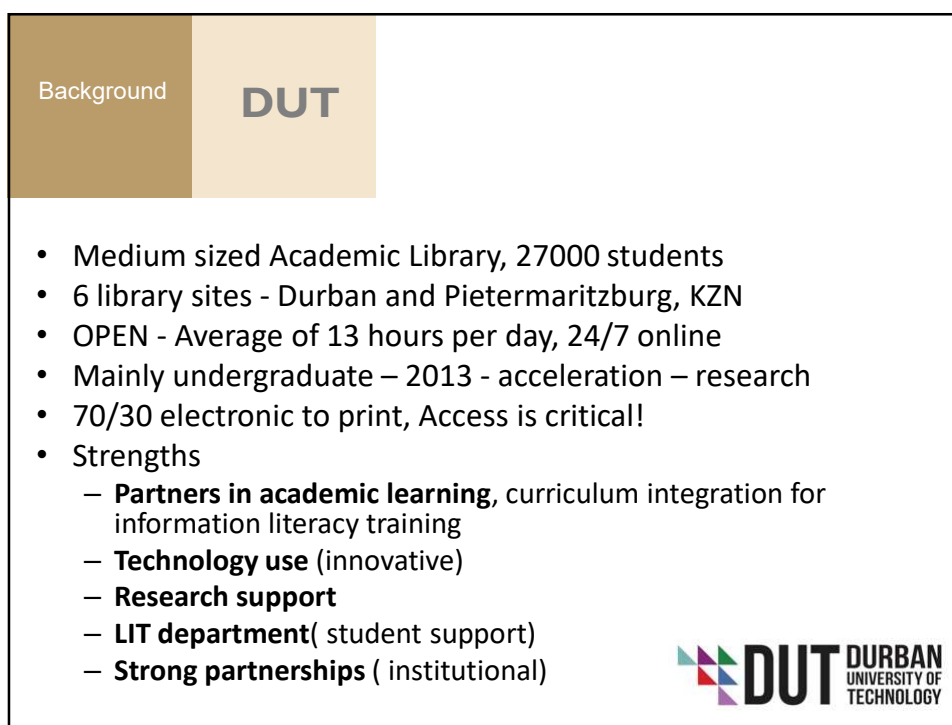 Background
DUT
• Medium sized Academic Library, 27000 students
• 6 library sites - Durban and Pietermaritzburg, KZN
• OPEN - Average of 13 hours per day, 24/7 online
• Mainly undergraduate – 2013 - acceleration – research
• 70/30 electronic to print, Access is critical!
• Strengths
– Partners in academic learning, curriculum integration for
information literacy training
– Technology use (innovative)
– Research support
– LIT department( student support)
– Strong partnerships ( institutional)
DUT DURBAN
UNIVERSITY OF
TECHNOLOGY